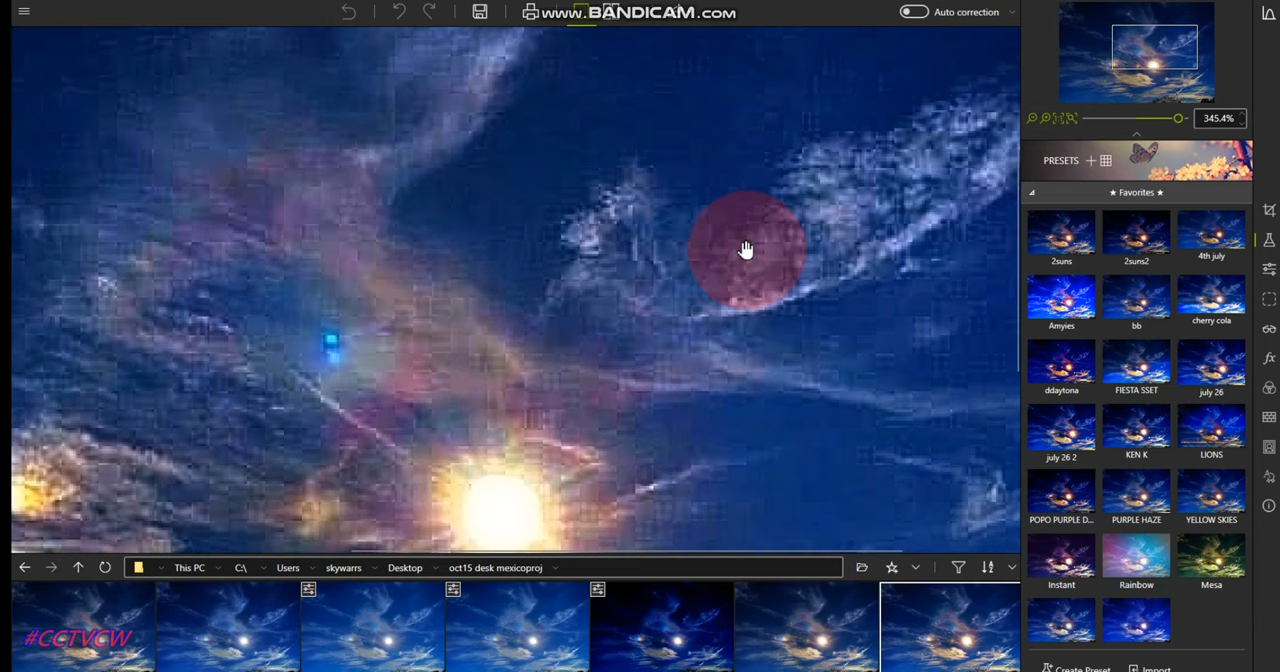 www.BANDICAM.com
Auto correction
345.4%
PRESETS
★ Favorites ★
2suns
2suns2
4th july
Amyies
bb
cherry cola
ddaytona
FIESTA SSET
july 26
july 26 2
KEN K
LIONS
POPO PURPLE D...
PURPLE HAZE
YELLOW SKIES
Instant
Rainbow
Mesa
This PC
C:\
Users
skywarrs
Desktop
oct15 desk mexicoproj
#CCTVCW
Create Preset
Import